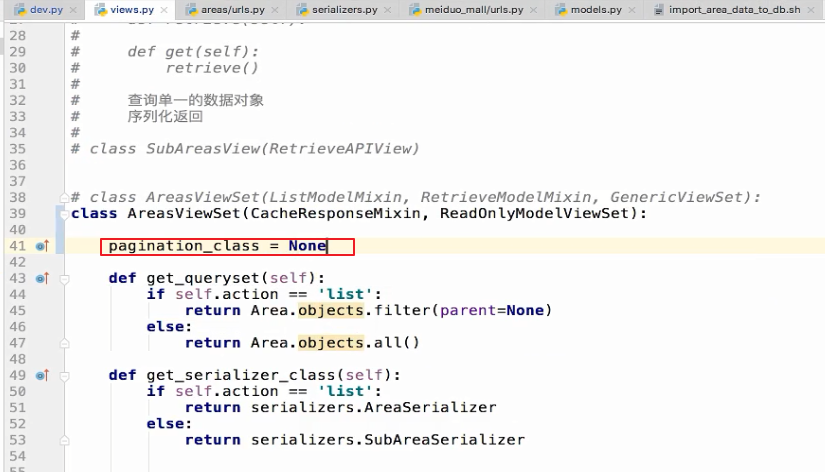 dev.py × views.py × areas/urls.py × serializers.py × meiduo_mall/urls.py × models.py × import_area_data_to_db.sh ×
28 #
29 #     def get(self):
30 #         retrieve()
31 #
32 #     查询单一的数据对象
33 #     序列化返回
34 #
35 # class SubAreasView(RetrieveAPIView)
36
37
38 # class AreasViewSet(ListModelMixin, RetrieveModelMixin, GenericViewSet):
39 class AreasViewSet(CacheResponseMixin, ReadOnlyModelViewSet):
40
41     pagination_class = None
42
43     def get_queryset(self):
44         if self.action == 'list':
45             return Area.objects.filter(parent=None)
46         else:
47             return Area.objects.all()
48
49     def get_serializer_class(self):
50         if self.action == 'list':
51             return serializers.AreaSerializer
52         else:
53             return serializers.SubAreaSerializer
54